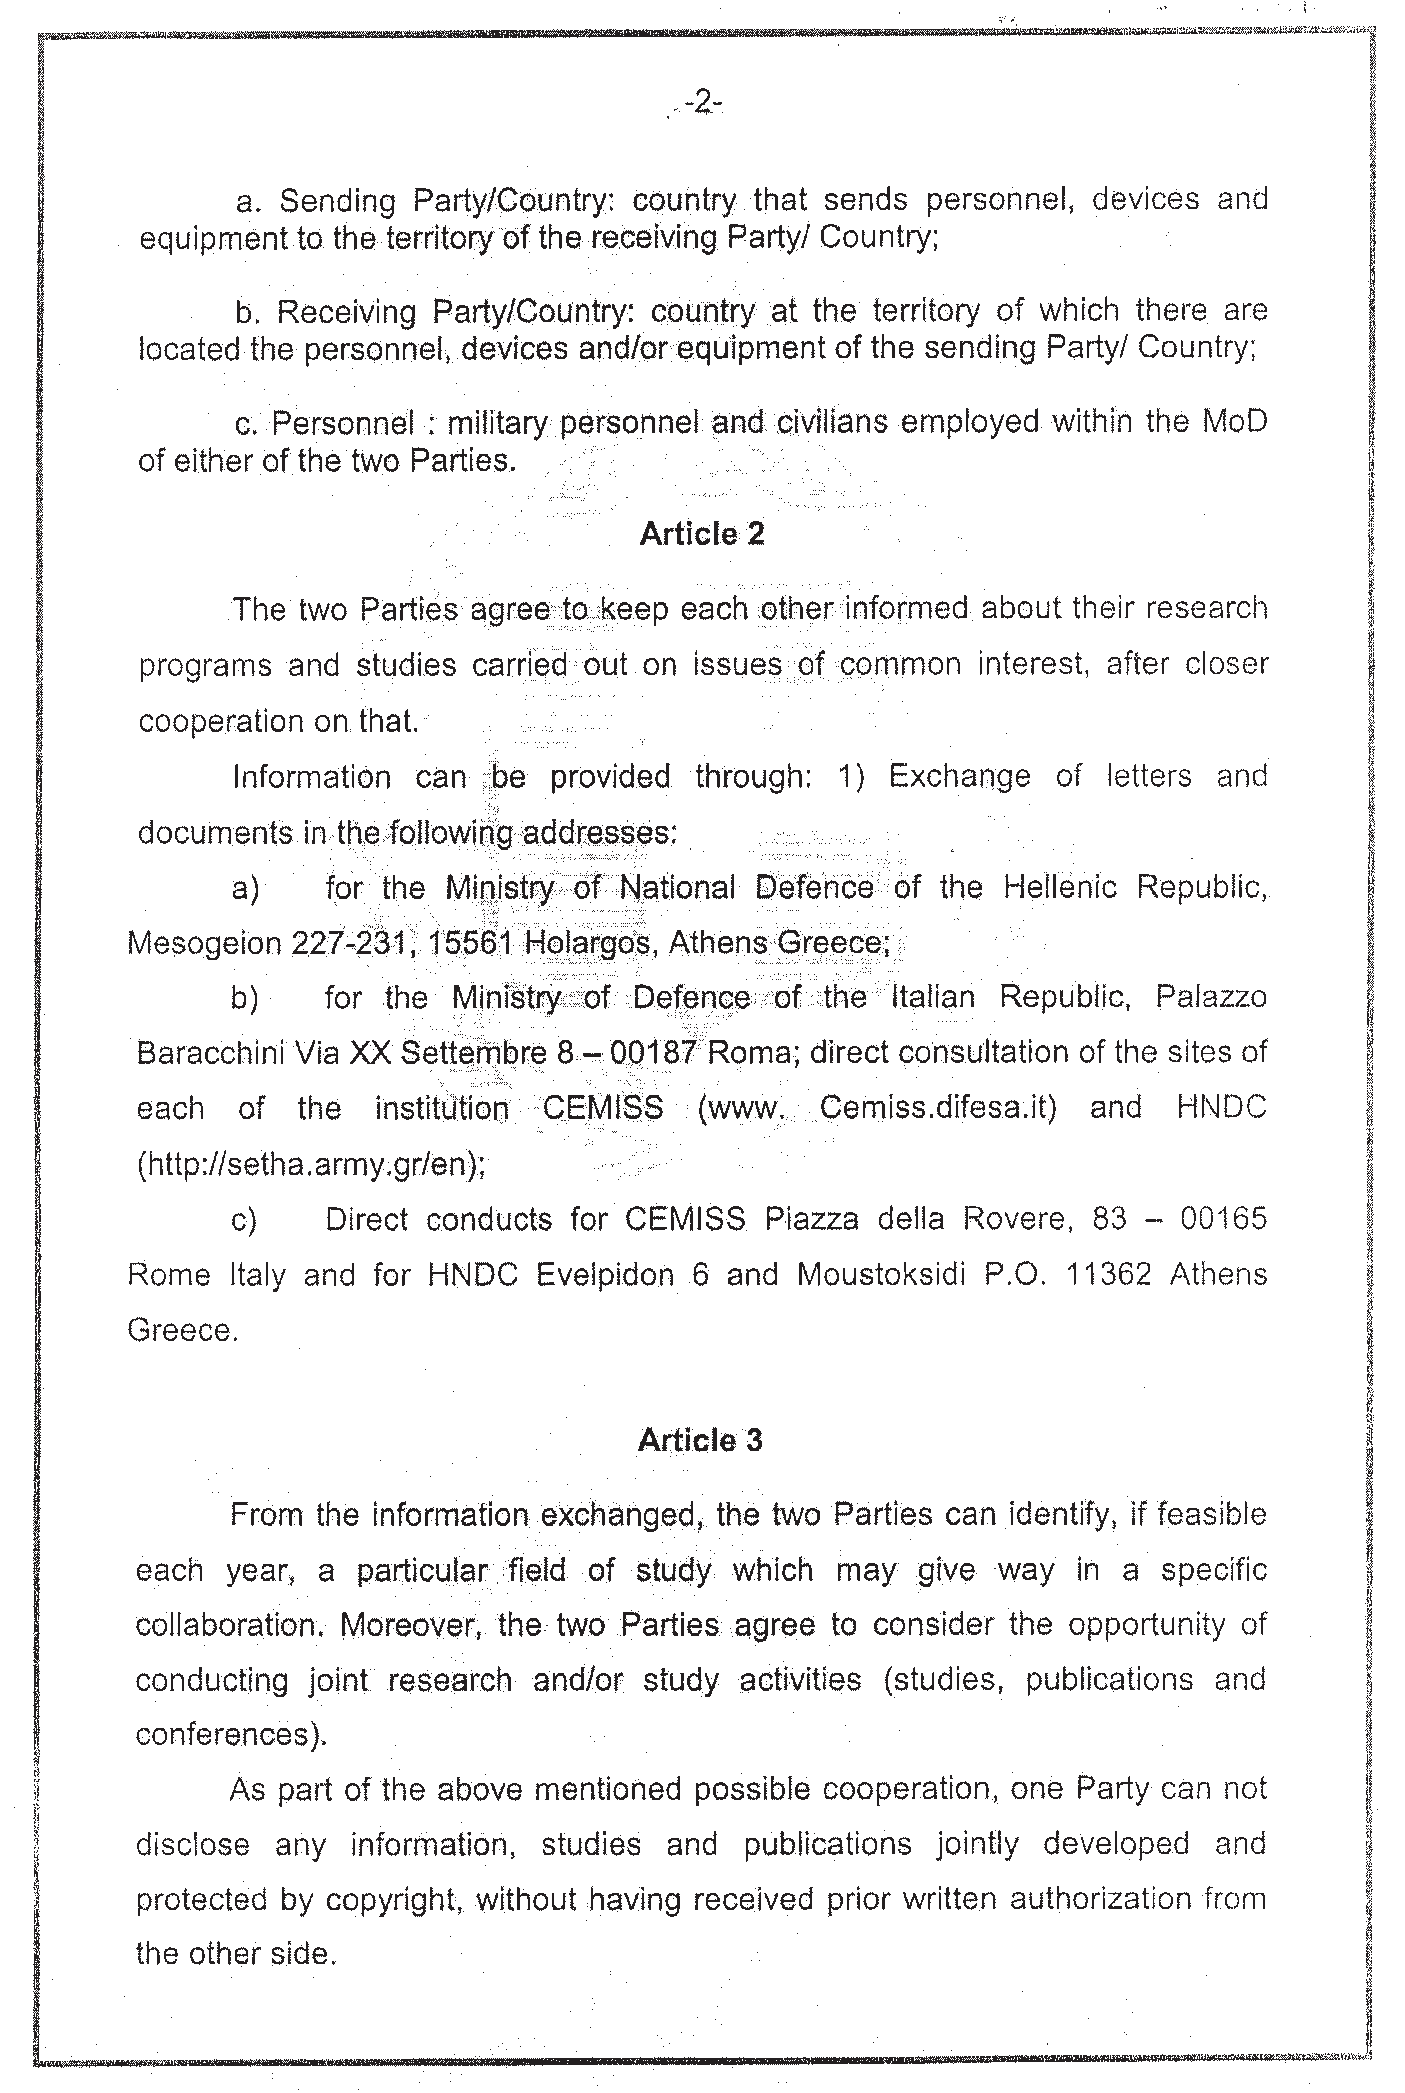 -2-
a. Sending Party/Country: country that sends personnel, devices and
equipment to the territory of the receiving Party/ Country;
b. Receiving Party/Country: country at the territory of which there are
located the personnel, devices and/or equipment of the sending Party/ Country;
c. Personnel : military personnel and civilians employed within the MoD
of either of the two Parties.
Article 2
The two Parties agree to keep each other informed about their research
programs and studies carried out on issues of common interest, after closer
cooperation on that.
Information can be provided through: 1) Exchange of letters and
documents in the following addresses:
a) for the Ministry of National Defence of the Hellenic Republic,
Mesogeion 227-231, 15561 Holargos, Athens Greece;
b) for the Ministry of Defence of the Italian Republic, Palazzo
Baracchini Via XX Settembre 8 – 00187 Roma; direct consultation of the sites of
each of the institution CEMISS (www. Cemiss.difesa.it) and HNDC
(http://setha.army.gr/en);
c) Direct conducts for CEMISS Piazza della Rovere, 83 – 00165
Rome Italy and for HNDC Evelpidon 6 and Moustoksidi P.O. 11362 Athens
Greece.
Article 3
From the information exchanged, the two Parties can identify, if feasible
each year, a particular field of study which may give way in a specific
collaboration. Moreover, the two Parties agree to consider the opportunity of
conducting joint research and/or study activities (studies, publications and
conferences).
As part of the above mentioned possible cooperation, one Party can not
disclose any information, studies and publications jointly developed and
protected by copyright, without having received prior written authorization from
the other side.